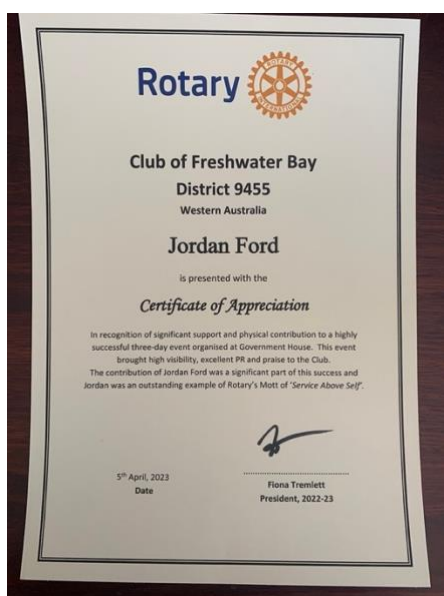 Rotary
ROTARY
INTERNATIONAL
Club of Freshwater Bay
District 9455
Western Australia
Jordan Ford
is presented with the
Certificate of Appreciation
In recognition of significant support and physical contribution to a highly
successful three-day event organised at Government House. This event
brought high visibility, excellent PR and praise to the Club.
The contribution of Jordan Ford was a significant part of this success and
Jordan was an outstanding example of Rotary's Mott of 'Service Above Self'.
5th April, 2023
Date
Fiona Tremlett
President, 2022-23